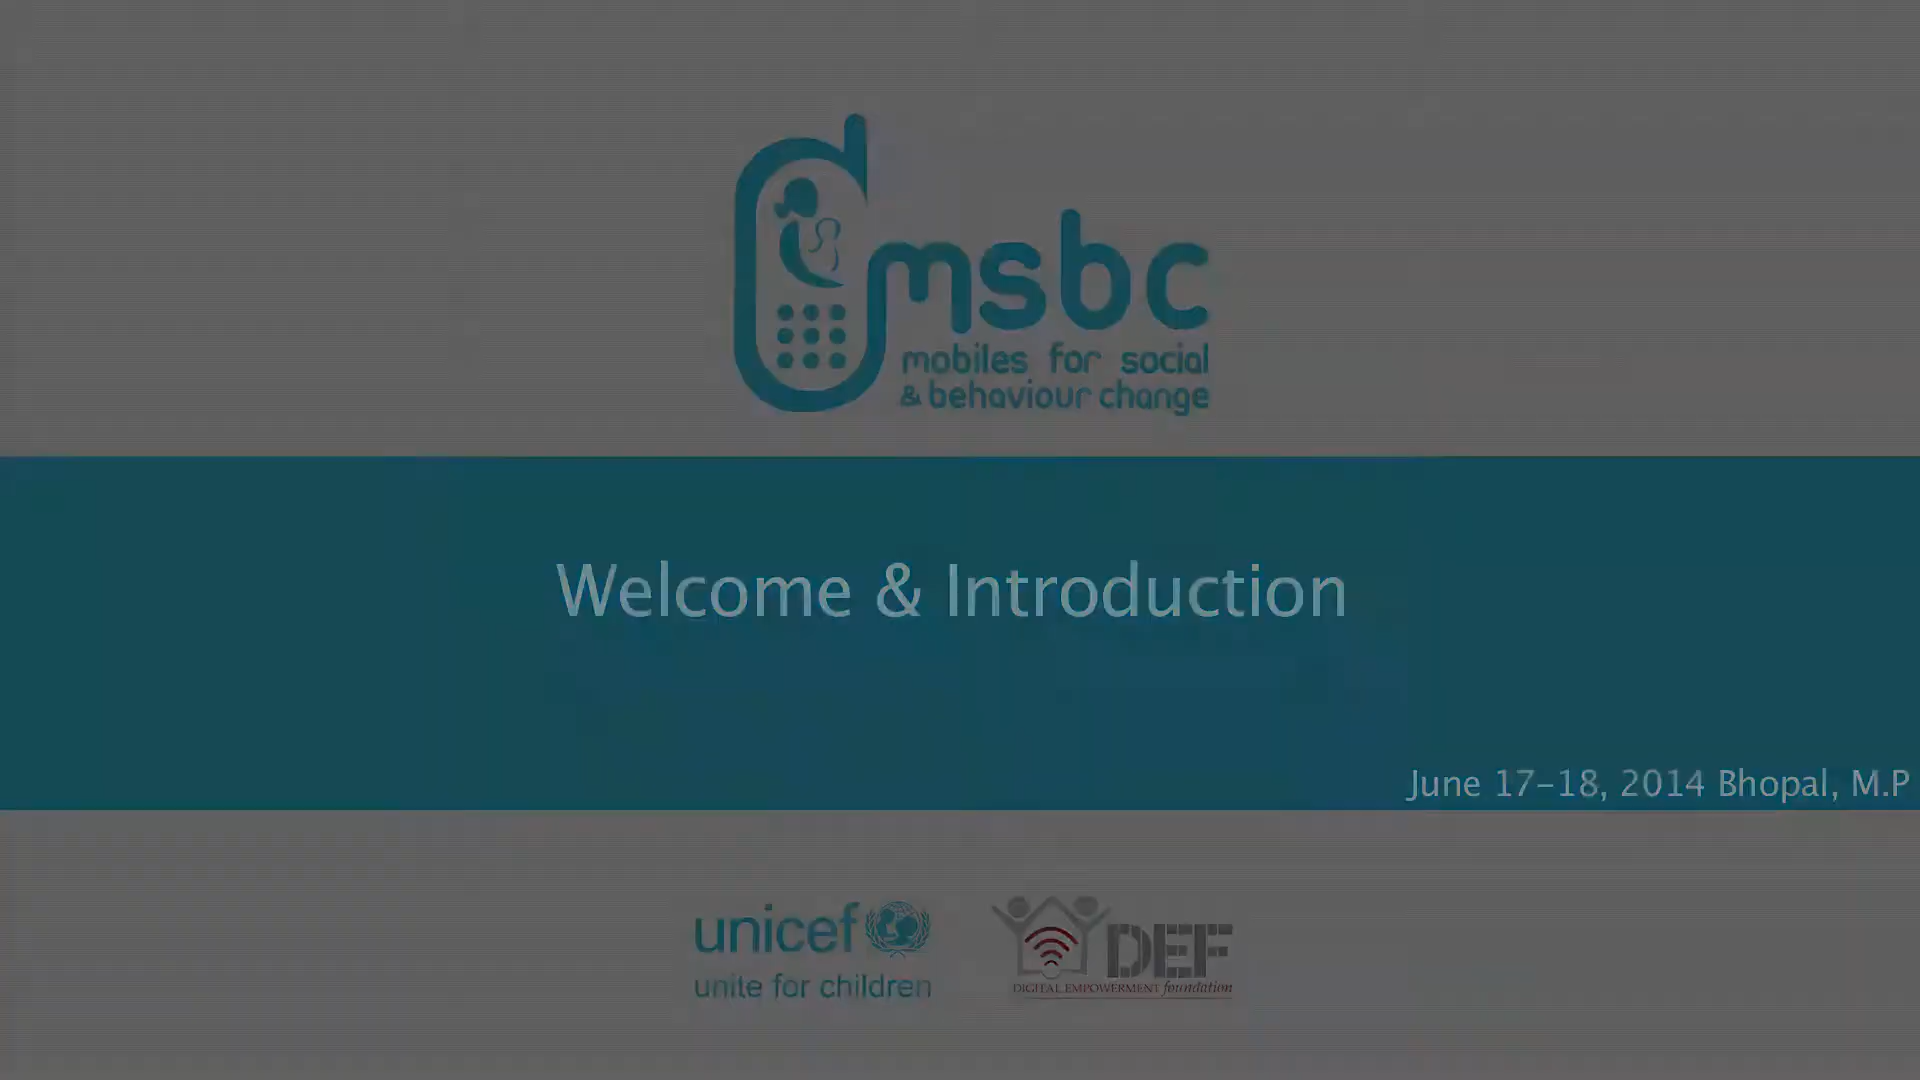 msbc
mobiles for social
& behaviour change
Welcome & Introduction
June 17-18, 2014 Bhopal, M.P
unicef
unite for children
DEF
DIGITAL EMPOWERMENT foundation